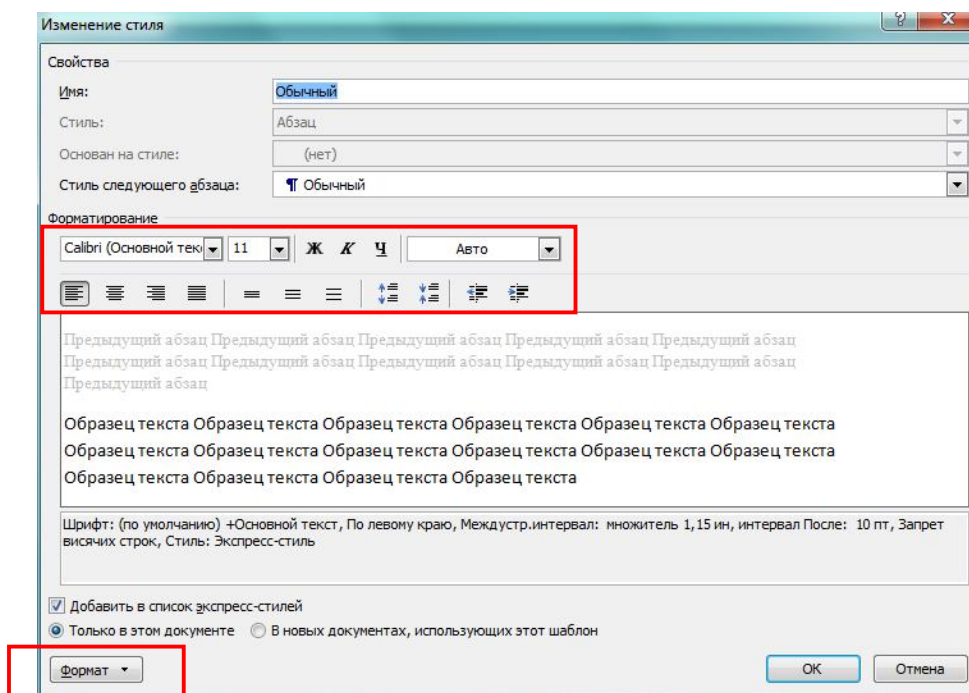 Изменение стиля
Свойства
Имя: Обычный
Стиль: Абзац
Основан на стиле: (нет)
Стиль следующего абзаца: ¶ Обычный
Форматирование
Calibri (Основной тек 11 Ж К Ч Авто
Предыдущий абзац Предыдущий абзац Предыдущий абзац Предыдущий абзац Предыдущий абзац
Предыдущий абзац Предыдущий абзац Предыдущий абзац Предыдущий абзац Предыдущий абзац
Предыдущий абзац
Образец текста Образец текста Образец текста Образец текста Образец текста Образец текста
Образец текста Образец текста Образец текста Образец текста Образец текста Образец текста
Образец текста Образец текста Образец текста Образец текста
Шрифт: (по умолчанию) +Основной текст, По левому краю, Междустр.интервал: множитель 1,15 ин, интервал После: 10 пт, Запрет
висячих строк, Стиль: Экспресс-стиль
Добавить в список экспресс-стилей
Только в этом документе В новых документах, использующих этот шаблон
Формат ОК Отмена